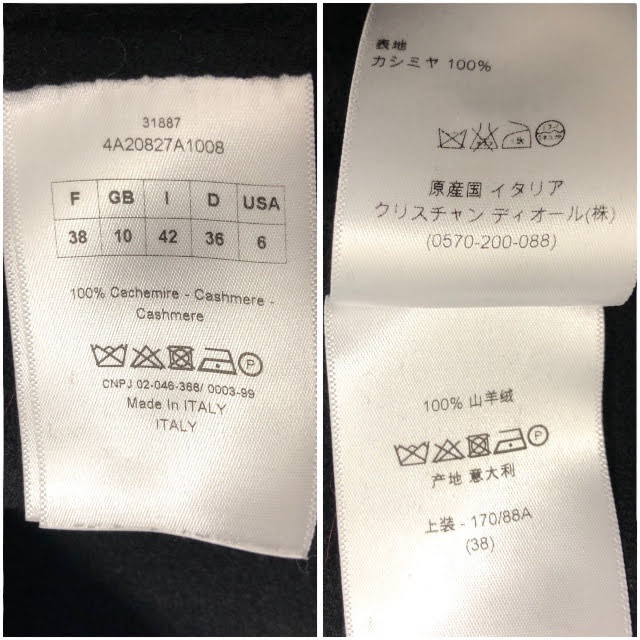 31887
4A20827A1008
F GB I D USA
38 10 42 36 6
100% Cachemire - Cashmere -
Cashmere
P
CNPJ 02-046-368/ 0003-99
Made In ITALY
ITALY
表地
カシミヤ 100%
原産国 イタリア
クリスチャン ディオール(株)
(0570-200-088)
100% 山羊绒
P
产地 意大利
上装 - 170/88A
(38)